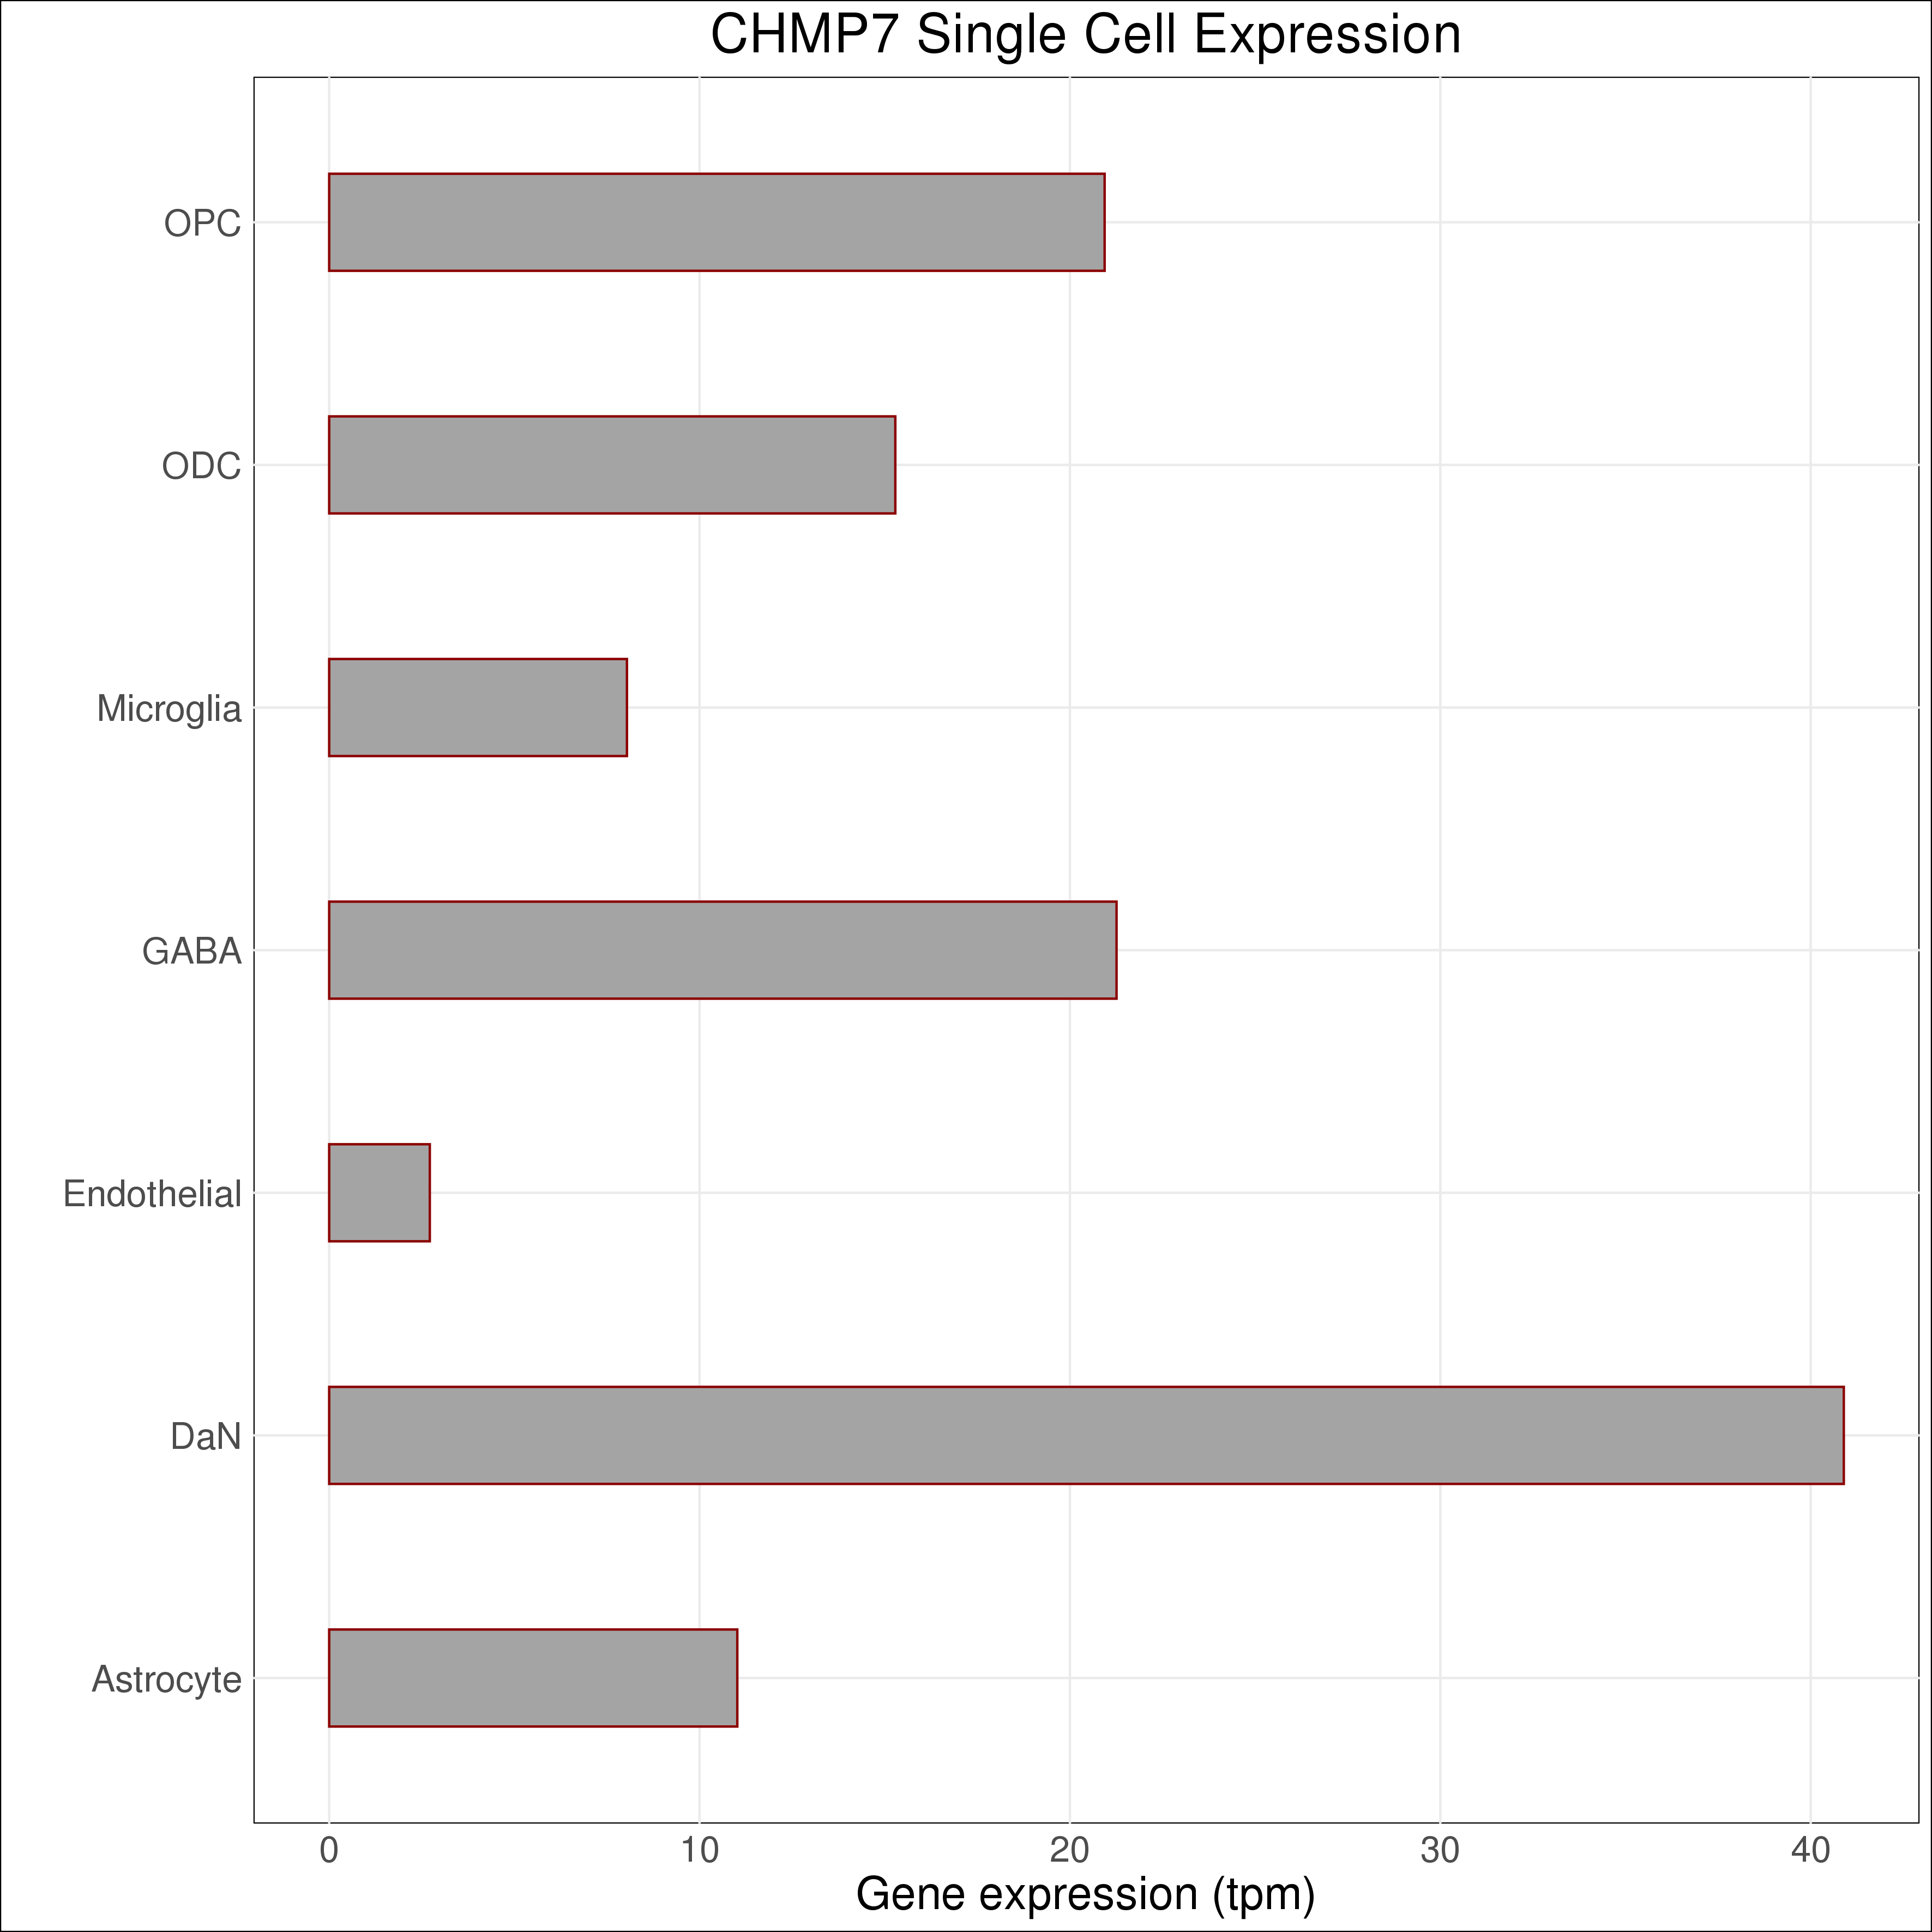 CHMP7 Single Cell Expression
OPC
ODC
Microglia
GABA
Endothelial
DaN
Astrocyte
0 10 20 30 40
Gene expression (tpm)